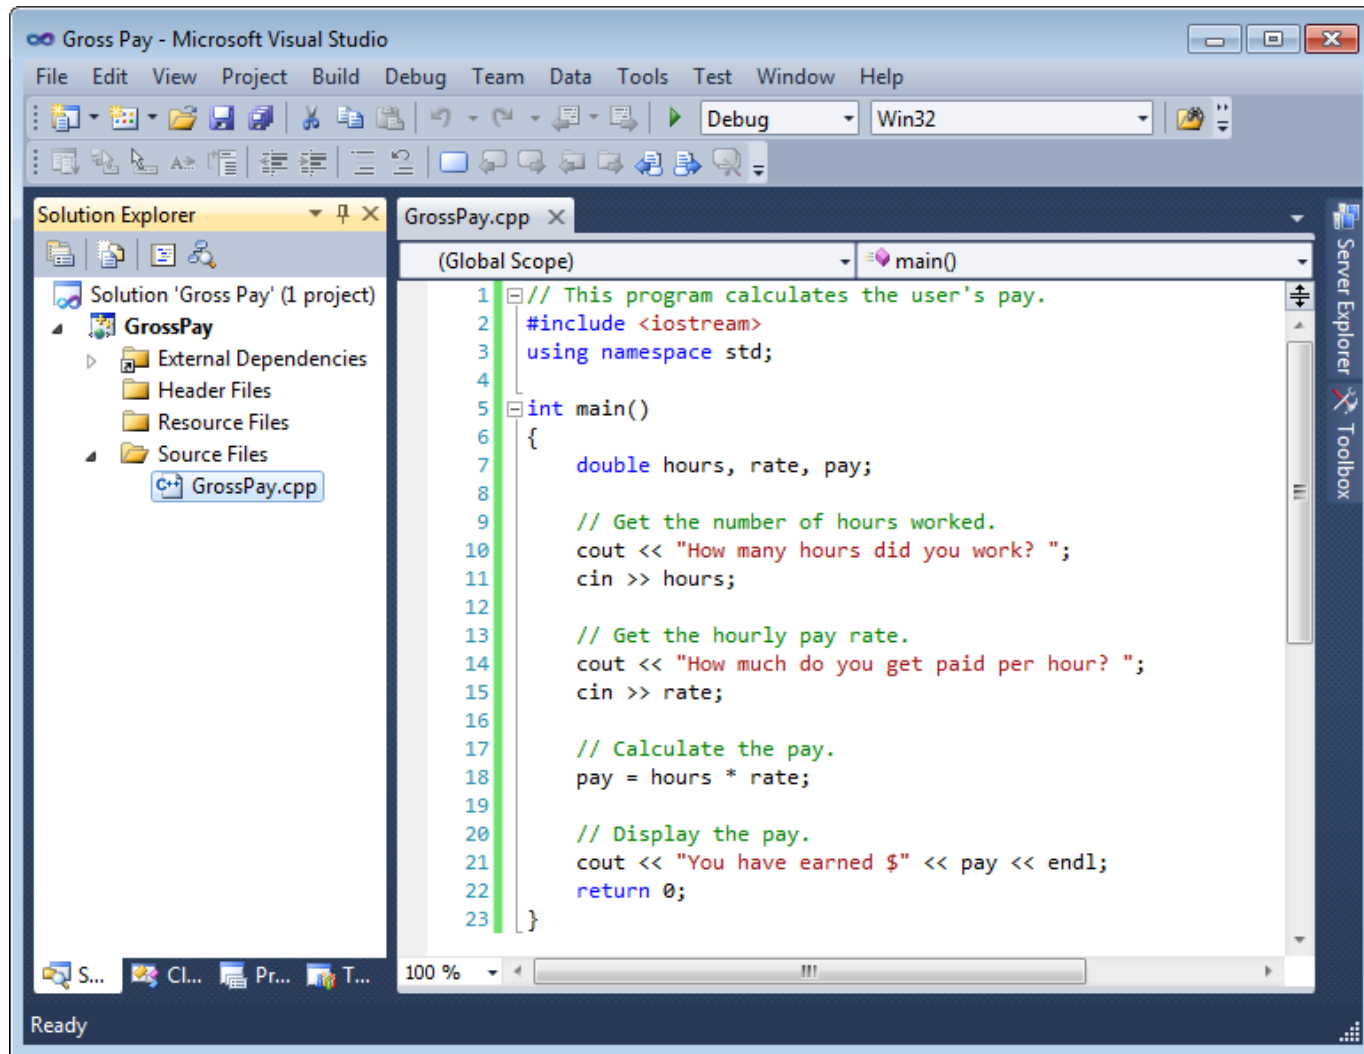 Gross Pay - Microsoft Visual Studio
File Edit View Project Build Debug Team Data Tools Test Window Help
Debug Win32
Solution Explorer
Solution 'Gross Pay' (1 project)
GrossPay
External Dependencies
Header Files
Resource Files
Source Files
GrossPay.cpp
S... Cl... Pr... T...
GrossPay.cpp
(Global Scope) main()
1 // This program calculates the user's pay.
2 #include <iostream>
3 using namespace std;
4
5 int main()
6 {
7 double hours, rate, pay;
8
9 // Get the number of hours worked.
10 cout << "How many hours did you work? ";
11 cin >> hours;
12
13 // Get the hourly pay rate.
14 cout << "How much do you get paid per hour? ";
15 cin >> rate;
16
17 // Calculate the pay.
18 pay = hours * rate;
19
20 // Display the pay.
21 cout << "You have earned $" << pay << endl;
22 return 0;
23 }
100 %
Server Explorer
Toolbox
Ready